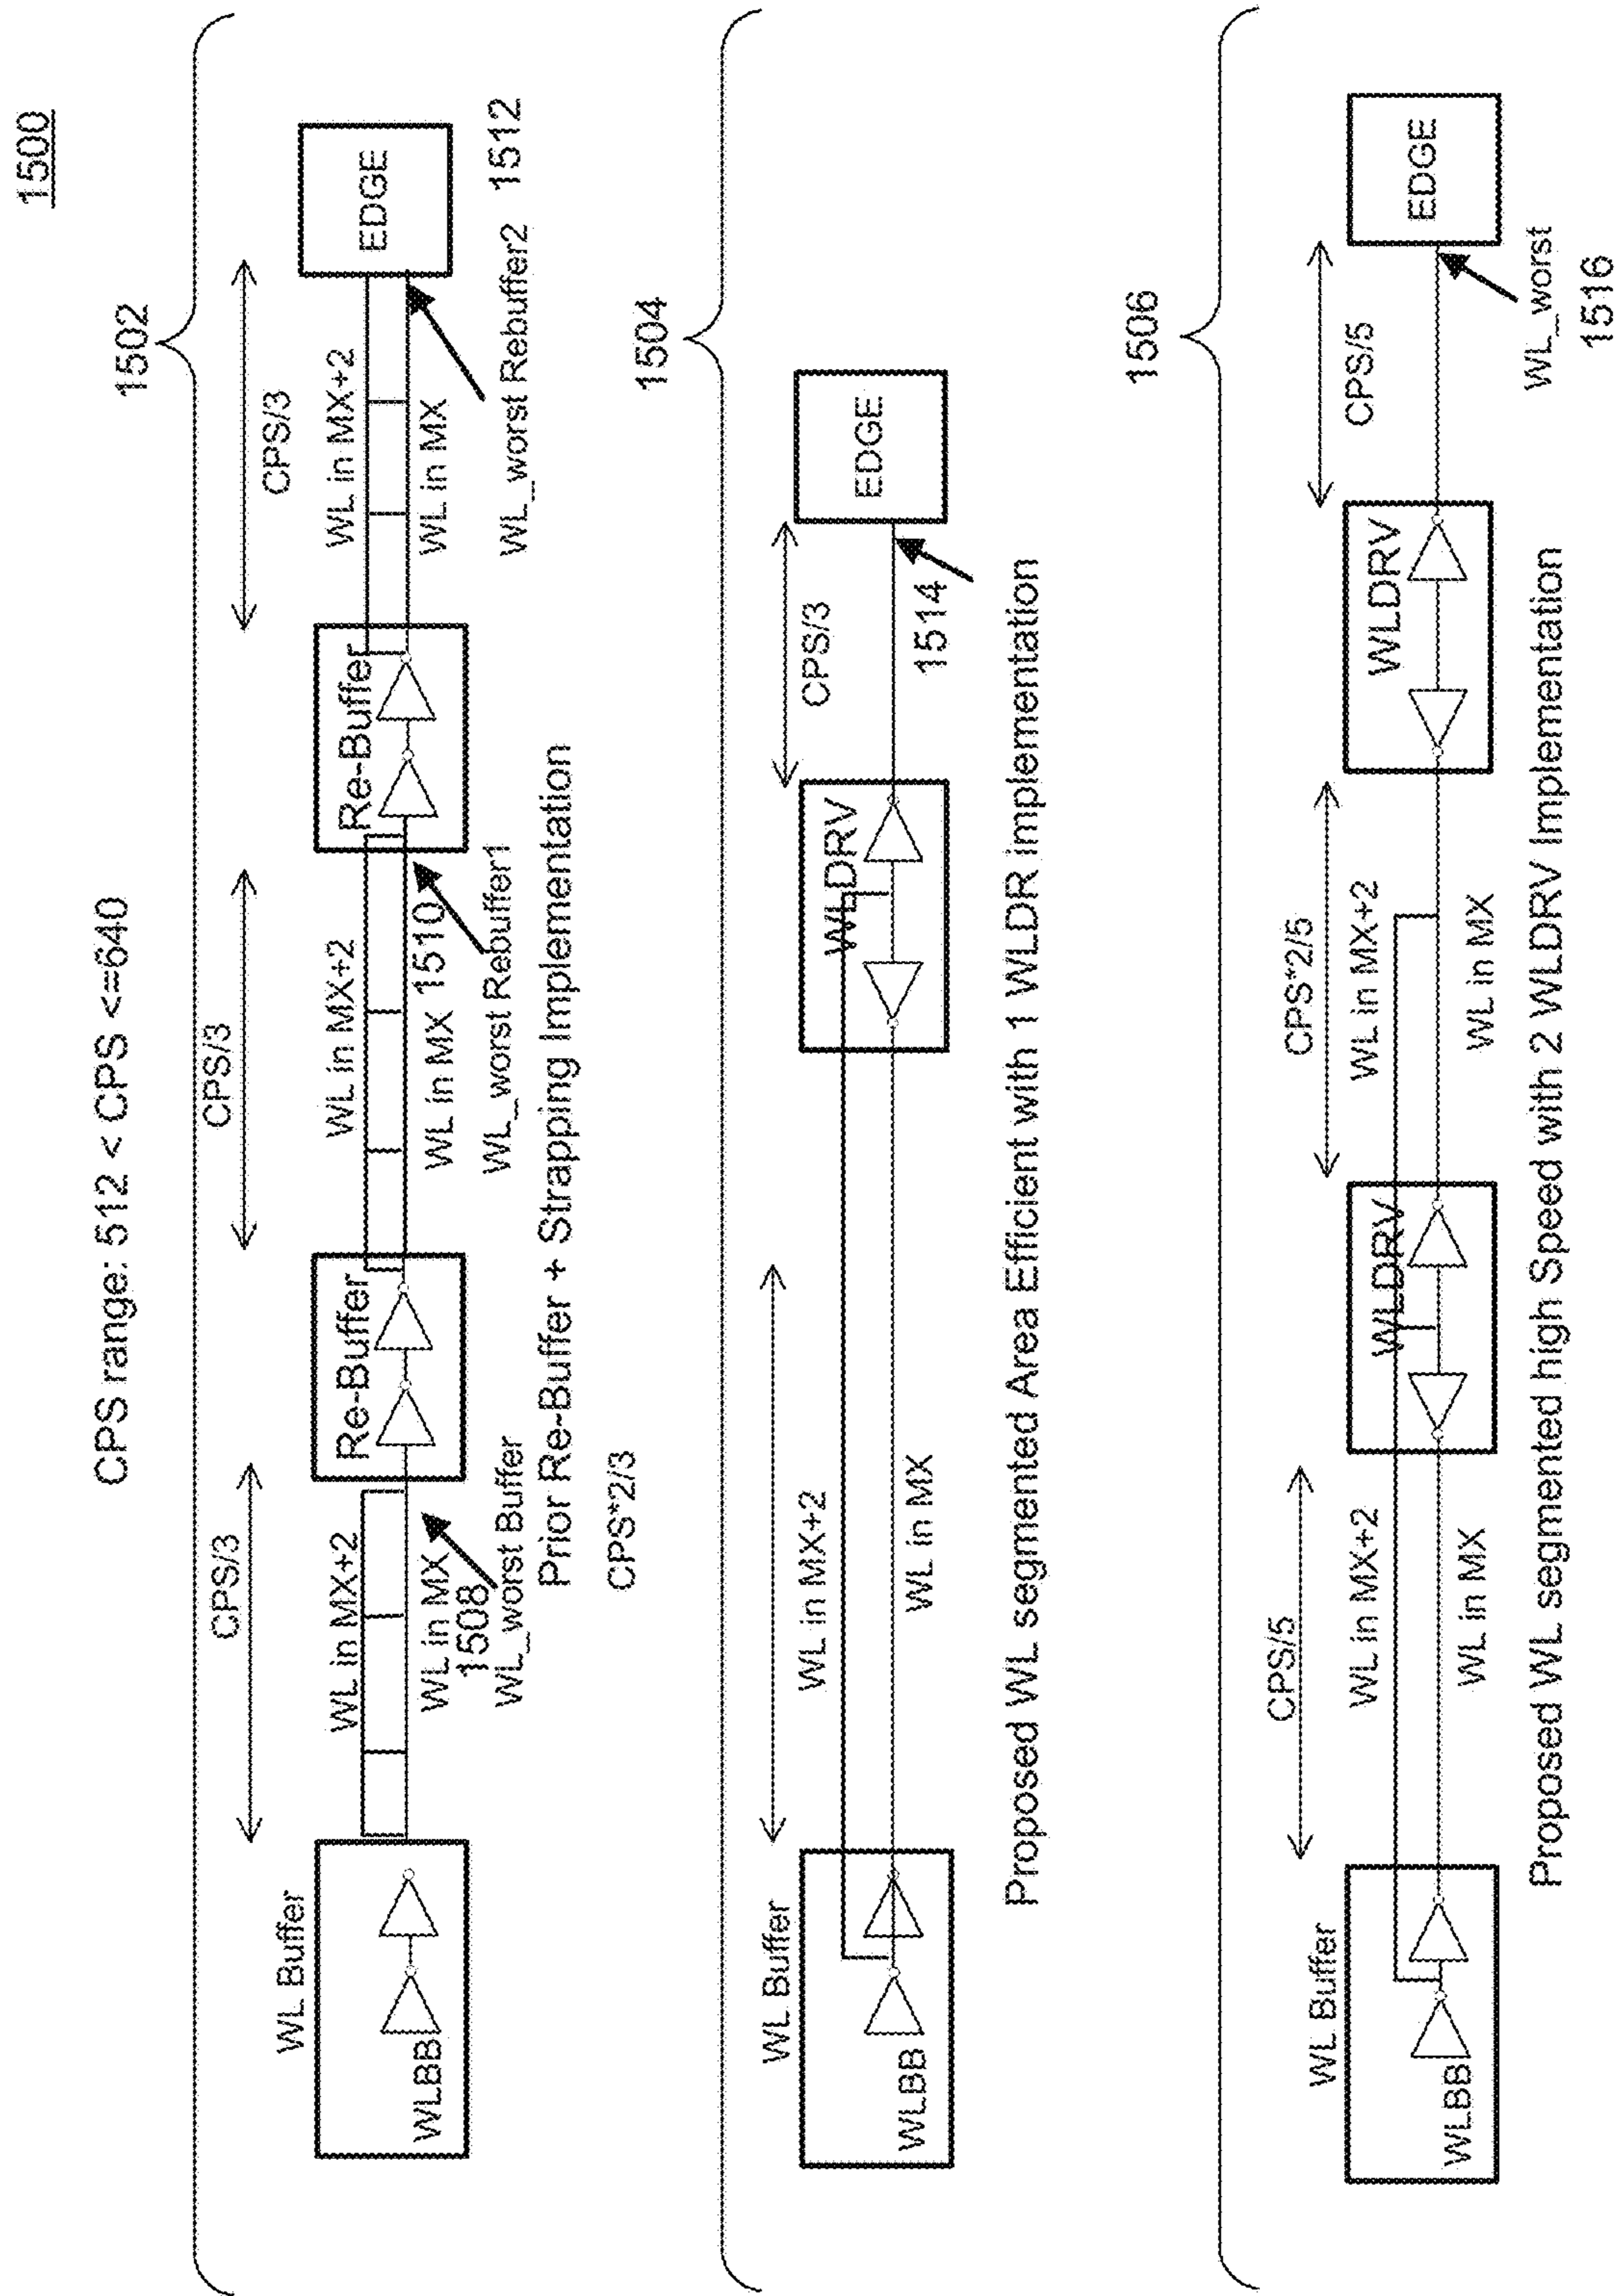 1500
CPS range: 512 < CPS <=640
1502
CPS/3
CPS/3
CPS/3
WL Buffer
WLBB
WL in MX+2
WL in MX
1508
WL_worst Buffer
Re-Buffer
WL in MX+2
WL in MX
1510
WL_worst Rebuffer1
Re-Buffer
WL in MX+2
WL in MX
WL_worst Rebuffer2
1512
EDGE
Prior Re-Buffer + Strapping Implementation
CPS*2/3
1504
CPS/3
WL Buffer
WLBB
WL in MX+2
WL in MX
WLDRV
1514
EDGE
Proposed WL segmented Area Efficient with 1 WLDR implementation
1506
CPS/5
CPS*2/5
CPS/5
WL Buffer
WLBB
WL in MX+2
WL in MX
WLDRV
WL in MX+2
WL in MX
WLDRV
EDGE
WL_worst
1516
Proposed WL segmented high Speed with 2 WLDRV Implementation